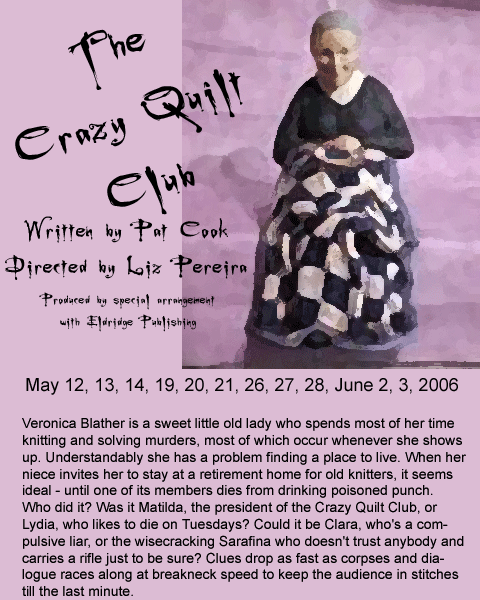 The
Crazy Quilt
Club
Written by Pat Cook
Directed by Liz Pereira
Produced by special arrangement
with Eldridge Publishing
May 12, 13, 14, 19, 20, 21, 26, 27, 28, June 2, 3, 2006
Veronica Blather is a sweet little old lady who spends most of her time
knitting and solving murders, most of which occur whenever she shows
up. Understandably she has a problem finding a place to live. When her
niece invites her to stay at a retirement home for old knitters, it seems
ideal - until one of its members dies from drinking poisoned punch.
Who did it? Was it Matilda, the president of the Crazy Quilt Club, or
Lydia, who likes to die on Tuesdays? Could it be Clara, who's a com-
pulsive liar, or the wisecracking Sarafina who doesn't trust anybody and
carries a rifle just to be sure? Clues drop as fast as corpses and dia-
logue races along at breakneck speed to keep the audience in stitches
till the last minute.